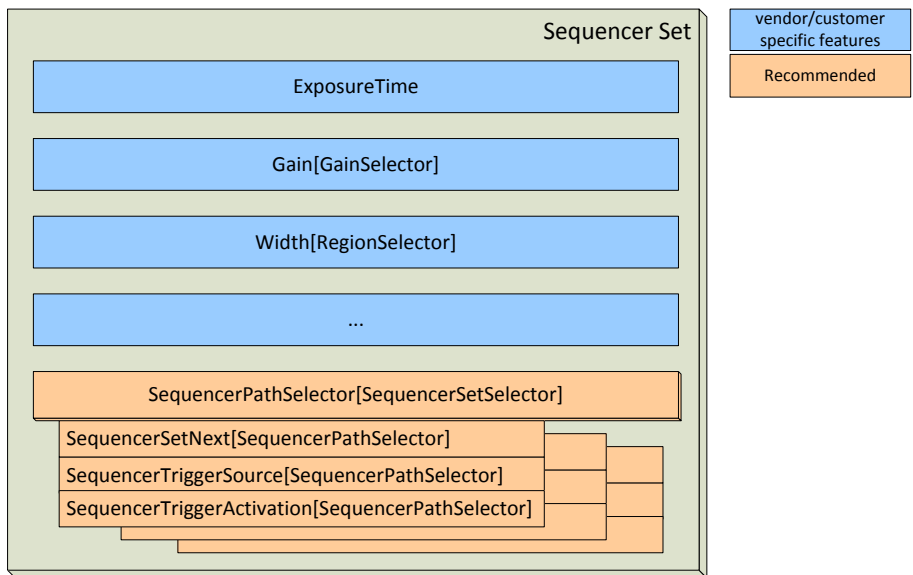 Sequencer Set
vendor/customer
specific features
Recommended
ExposureTime
Gain[GainSelector]
Width[RegionSelector]
...
SequencerPathSelector[SequencerSetSelector]
SequencerSetNext[SequencerPathSelector]
SequencerTriggerSource[SequencerPathSelector]
SequencerTriggerActivation[SequencerPathSelector]